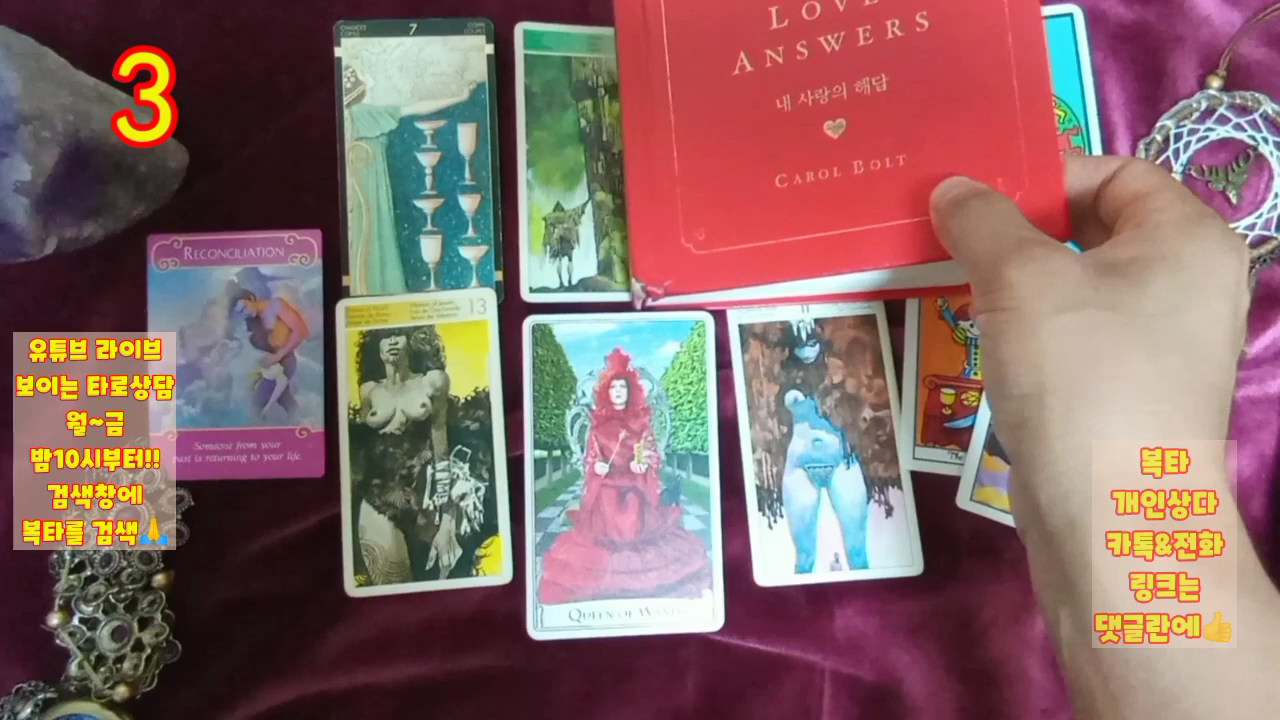 3
7
LOVE
ANSWERS
내 사랑의 해답
CAROL BOLT
RECONCILIATION
Someone from your
past is returning to your life.
13
II
QUEEN OF WANDS
유튜브 라이브
보이는 타로상담
월~금
밤10시부터!!
검색창에
복타를 검색🙏
복타
개인상다
카톡&전화
링크는
댓글란에👍